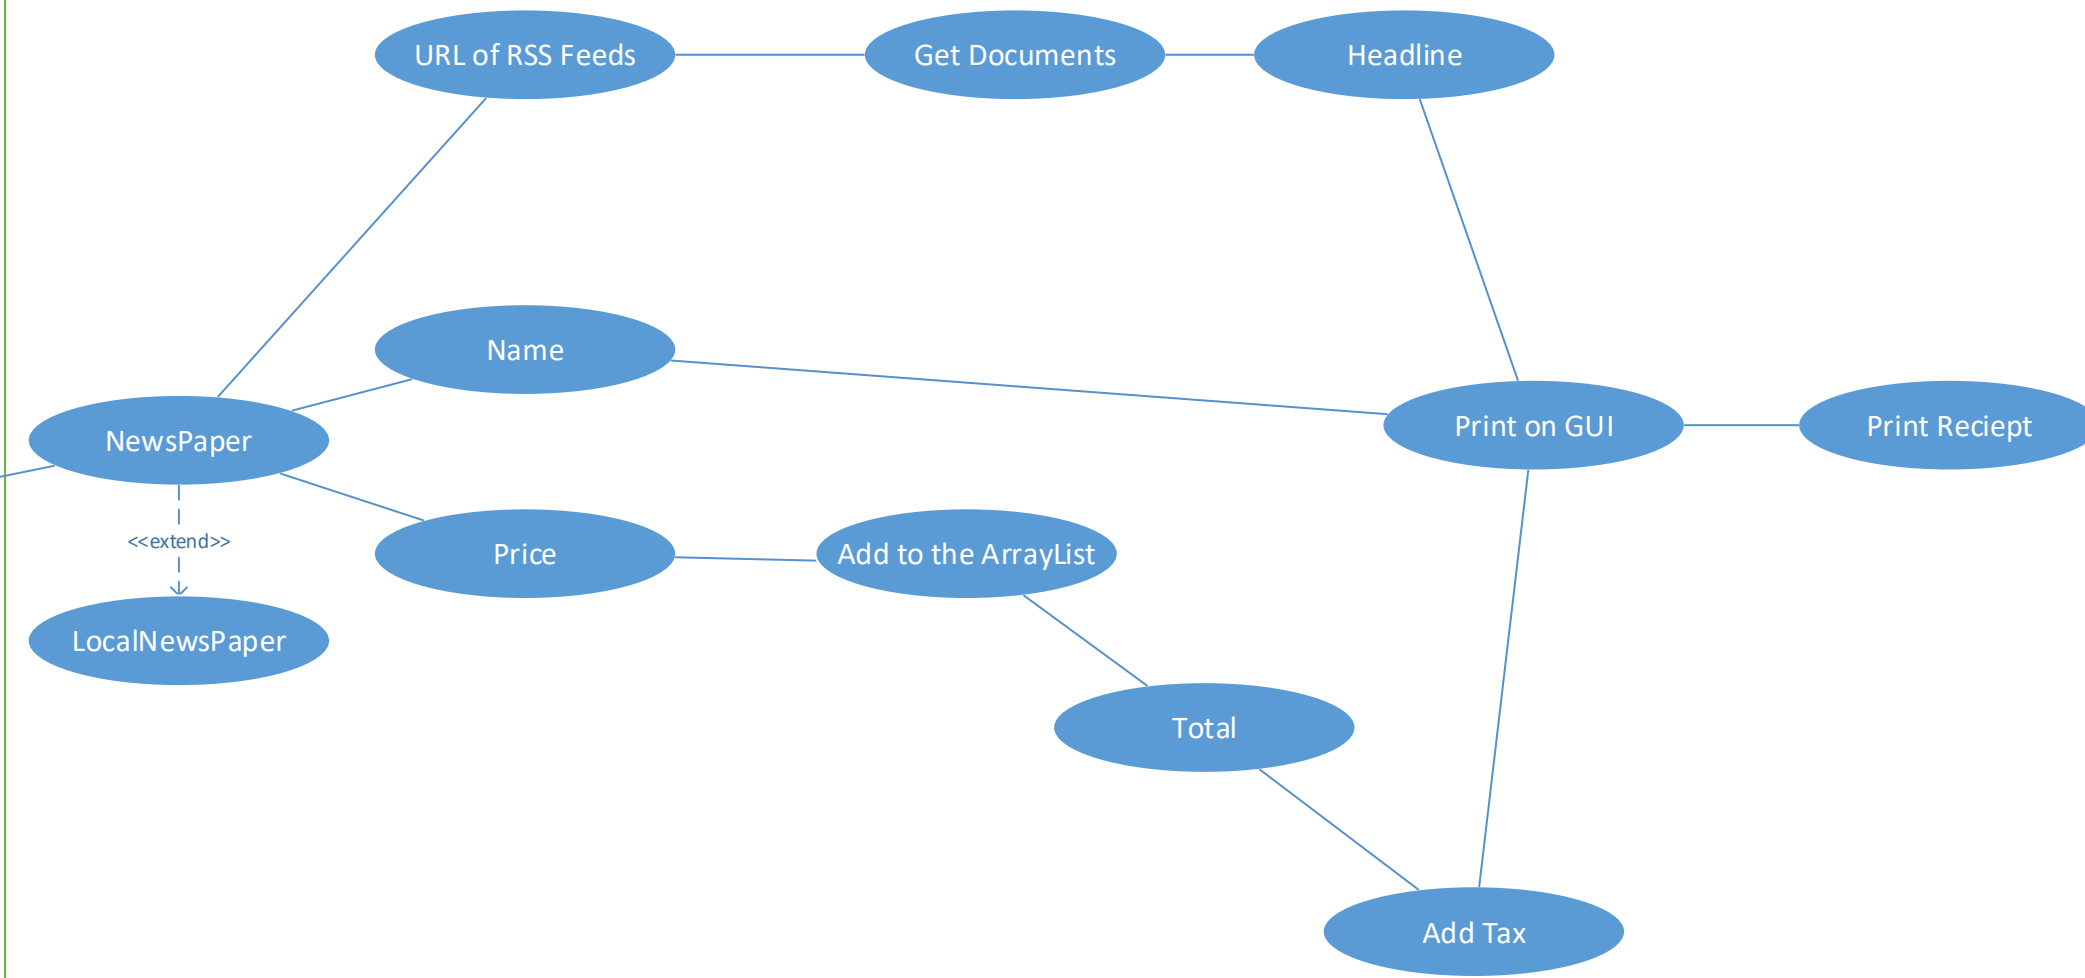 URL of RSS Feeds
Get Documents
Headline
Name
Print on GUI
Print Reciept
NewsPaper
<<extend>>
Price
Add to the ArrayList
LocalNewsPaper
Total
Add Tax